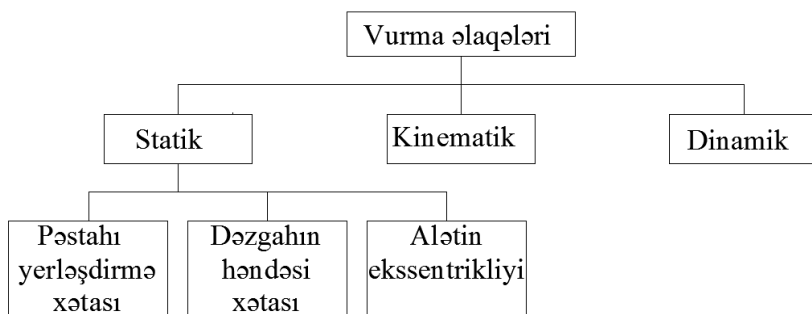 Vurma əlaqələri
Statik
Kinematik
Dinamik
Pəstahı
yerləşdirmə
xətası
Dəzgahın
həndəsi
xətası
Alətin
ekssentrikliyi